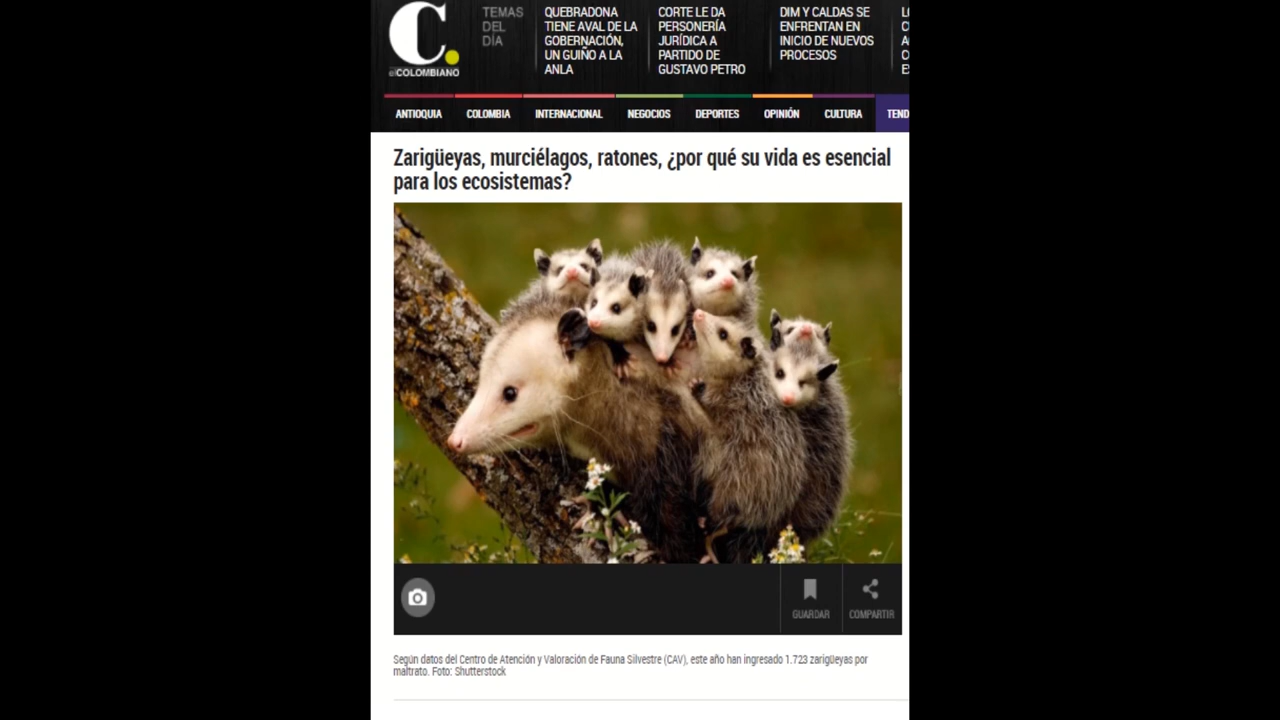 TEMAS
DEL
DÍA
QUEBRADONA
TIENE AVAL DE LA
GOBERNACIÓN,
UN GUIÑO A LA
ANLA
CORTE LE DA
PERSONERÍA
JURÍDICA A
PARTIDO DE
GUSTAVO PETRO
DIM Y CALDAS SE
ENFRENTAN EN
INICIO DE NUEVOS
PROCESOS
C.
elCOLOMBIANO
ANTIOQUIA COLOMBIA INTERNACIONAL NEGOCIOS DEPORTES OPINIÓN CULTURA TEND
Zarigüeyas, murciélagos, ratones, ¿por qué su vida es esencial
para los ecosistemas?
GUARDAR COMPARTIR
Según datos del Centro de Atención y Valoración de Fauna Silvestre (CAV), este año han ingresado 1.723 zarigüeyas por
maltrato. Foto: Shutterstock